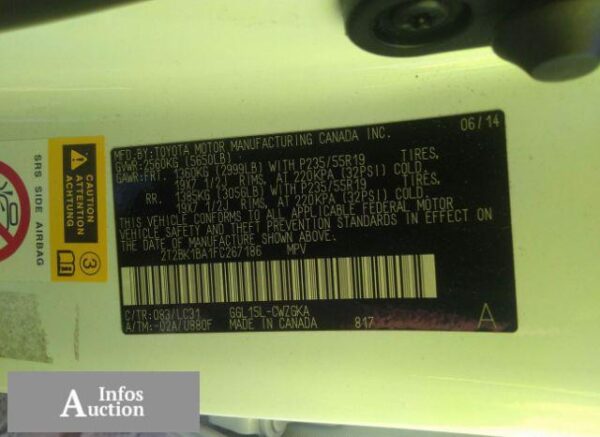 MFD.BY:TOYOTA MOTOR MANUFACTURING CANADA INC. 06/14
GVWR:2560KG (5650LB)
GAWR:FRT. 1360KG (2999LB) WITH P235/55R19 TIRES,
19X7 1/2J RIMS, AT 220KPA (32PSI) COLD.
RR. 1385KG (3056LB) WITH P235/55R19 TIRES,
19X7 1/2J RIMS, AT 220KPA (32PSI) COLD.
THIS VEHICLE CONFORMS TO ALL APPLICABLE FEDERAL MOTOR
VEHICLE SAFETY AND THEFT PREVENTION STANDARDS IN EFFECT ON
THE DATE OF MANUFACTURE SHOWN ABOVE.
2T2BK1BA1FC267186 MPV
C/TR:083/LC31 GGL15L-CWZGKA
A/TM:-02A/U880F MADE IN CANADA 817 A
SRS SIDE AIRBAG
CAUTION
ATTENTION
ACHTUNG
3
Infos
Auction